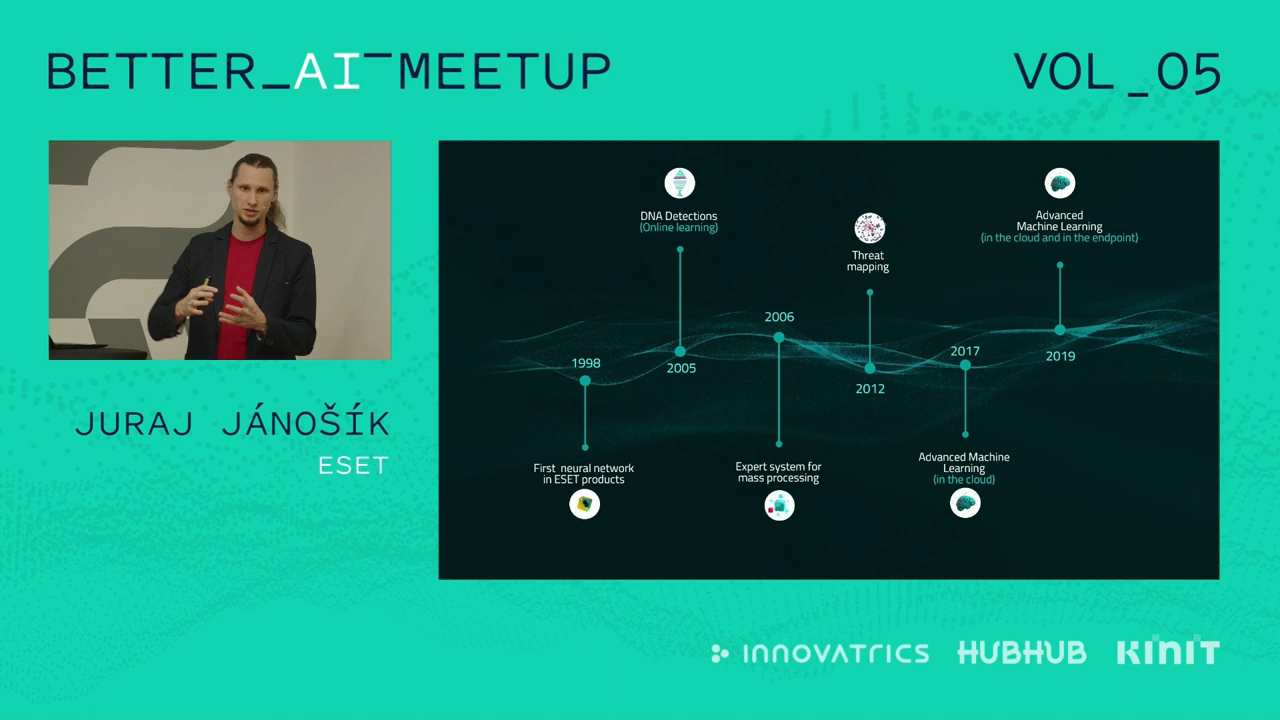 BETTER_AI¯MEETUP
VOL_05
JURAJ JÁNOŠÍK
ESET
DNA Detections
(Online learning)
Threat
mapping
Advanced
Machine Learning
(in the cloud and in the endpoint)
1998
2005
2006
2012
2017
2019
First neural network
in ESET products
Expert system for
mass processing
Advanced Machine
Learning
(in the cloud)
INNOVATRICS
HUBHUB
KINIT